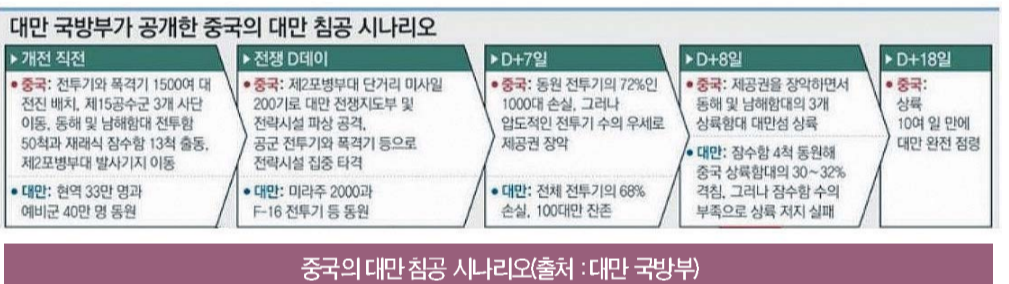 대만 국방부가 공개한 중국의 대만 침공 시나리오
▶개전 직전
• 중국: 전투기와 폭격기 1500여 대
전진 배치, 제15공수군 3개 사단
이동, 동해 및 남해함대 전투함
50척과 재래식 잠수함 13척 출동,
제2포병부대 발사기지 이동
• 대만: 현역 33만 명과
예비군 40만 명 동원
▶전쟁 D데이
• 중국: 제2포병부대 단거리 미사일
200기로 대만 전쟁지도부 및
전략시설 파상 공격,
공군 전투기와 폭격기 등으로
전략시설 집중 타격
• 대만: 미라주 2000과
F-16 전투기 등 동원
▶D+7일
• 중국: 동원 전투기의 72%인
1000대 손실, 그러나
압도적인 전투기 수의 우세로
제공권 장악
• 대만: 전체 전투기의 68%
손실, 100대만 잔존
▶D+8일
• 중국: 제공권을 장악하면서
동해 및 남해함대의 3개
상륙함대 대만섬 상륙
• 대만: 잠수함 4척 동원해
중국 상륙함대의 30~32%
격침, 그러나 잠수함 수의
부족으로 상륙 저지 실패
▶D+18일
• 중국:
상륙
10여 일 만에
대만 완전 점령
중국의 대만 침공 시나리오(출처 : 대만 국방부)